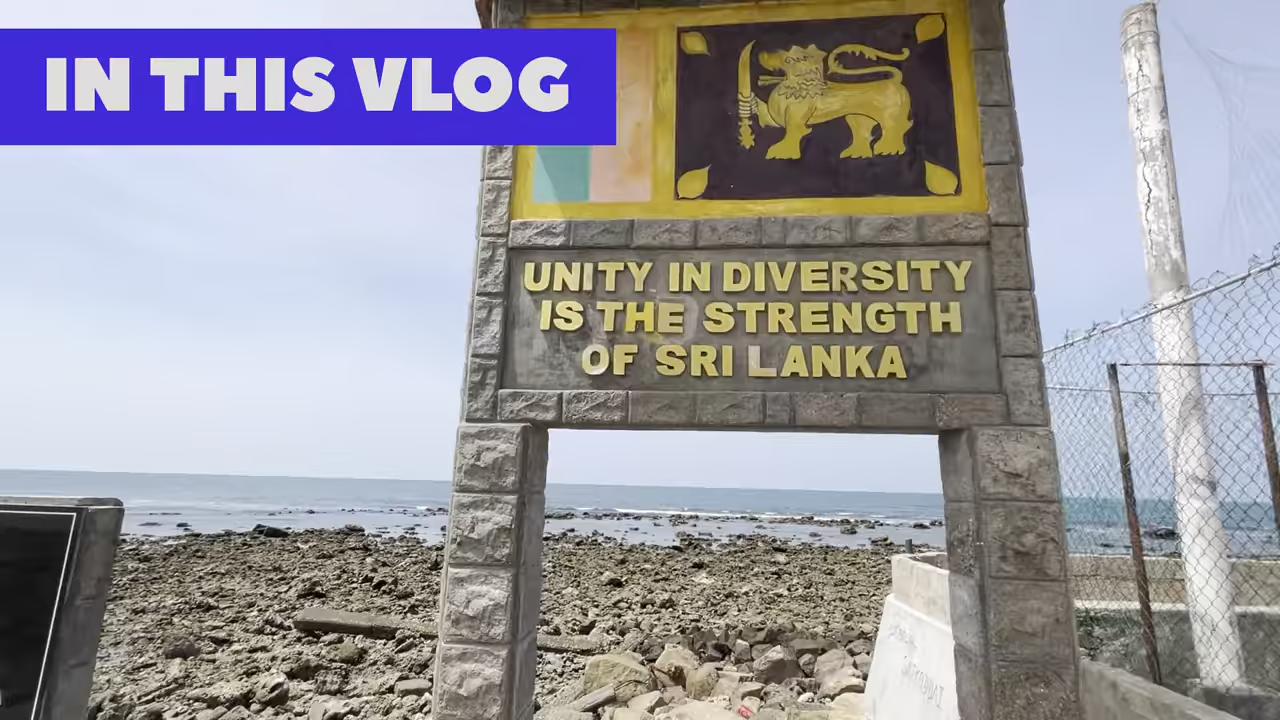 IN THIS VLOG
UNITY IN DIVERSITY
IS THE STRENGTH
OF SRI LANKA